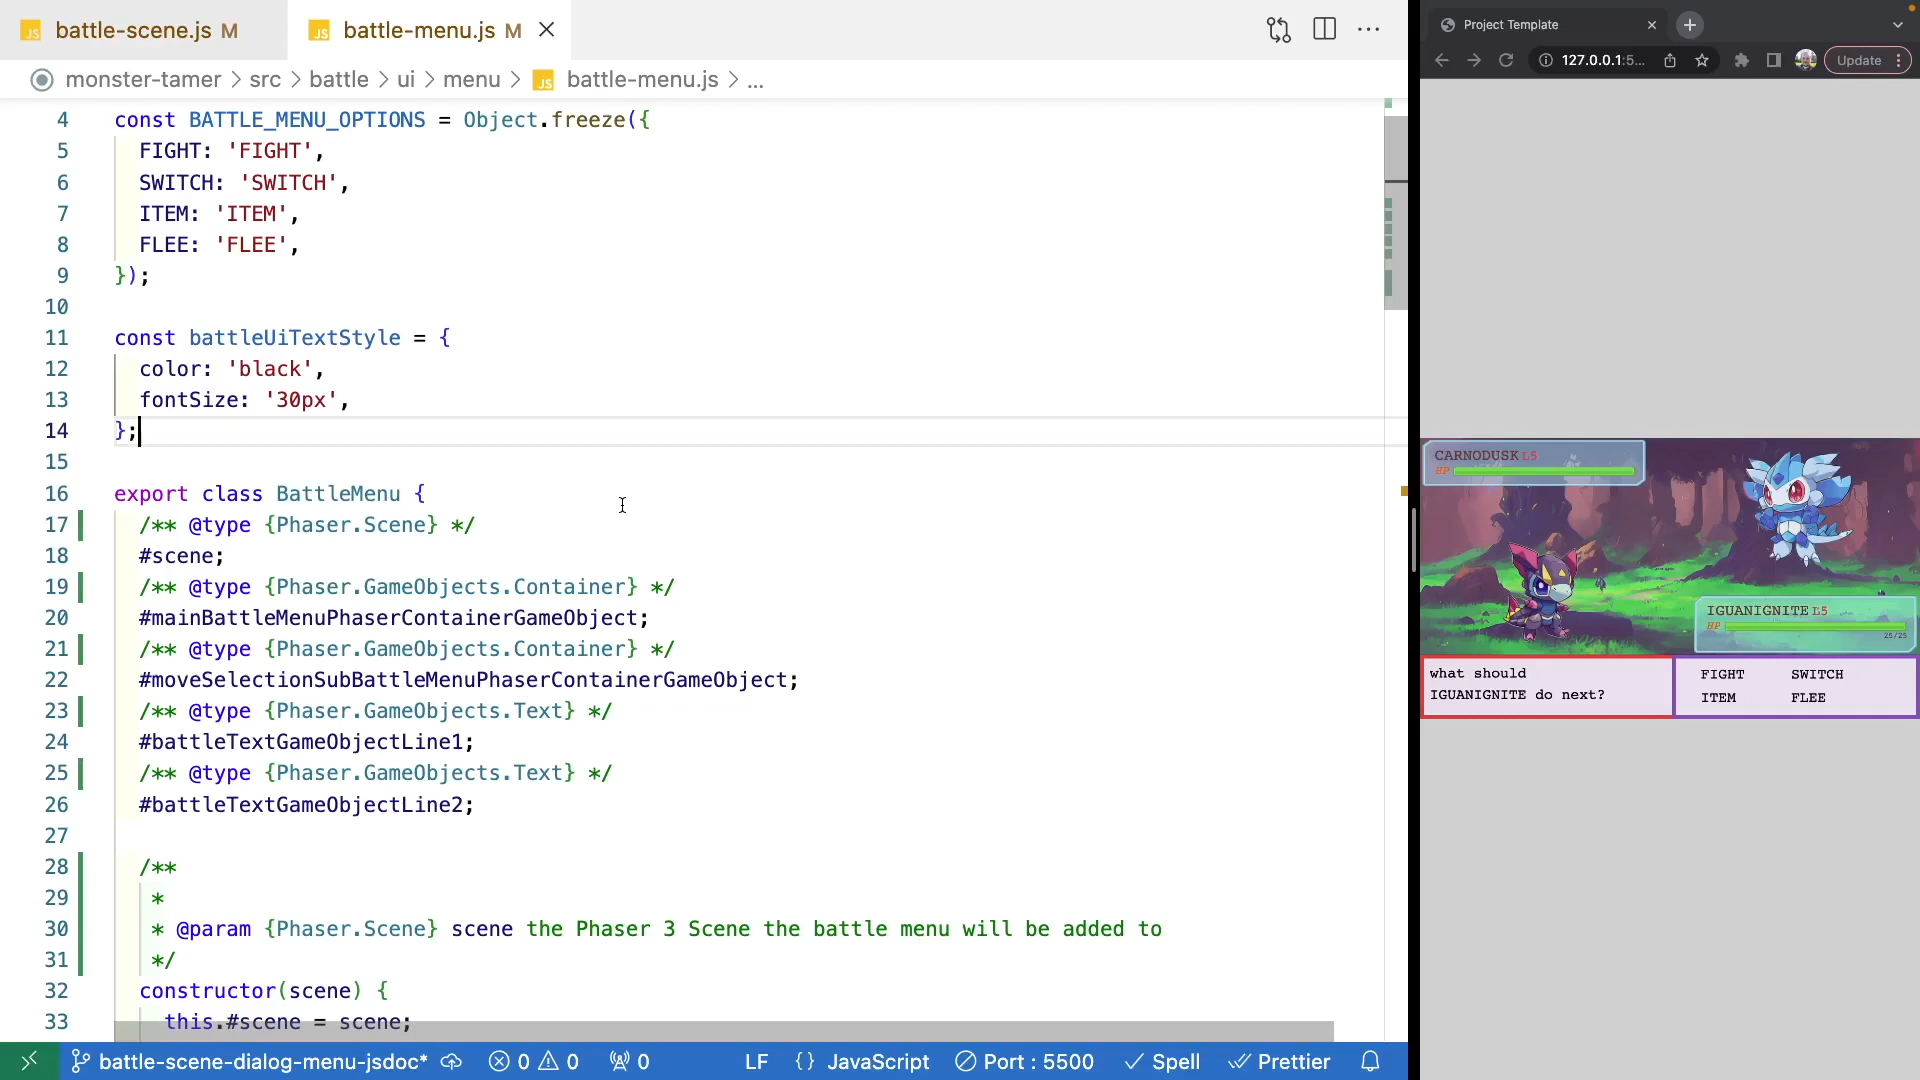 battle-scene.js M
battle-menu.js M
monster-tamer > src > battle > ui > menu > JS battle-menu.js > ...
4 const BATTLE_MENU_OPTIONS = Object.freeze({
5 FIGHT: 'FIGHT',
6 SWITCH: 'SWITCH',
7 ITEM: 'ITEM',
8 FLEE: 'FLEE',
9 });
10
11 const battleUiTextStyle = {
12 color: 'black',
13 fontSize: '30px',
14 };
15
16 export class BattleMenu {
17 /** @type {Phaser.Scene} */
18 #scene;
19 /** @type {Phaser.GameObjects.Container} */
20 #mainBattleMenuPhaserContainerGameObject;
21 /** @type {Phaser.GameObjects.Container} */
22 #moveSelectionSubBattleMenuPhaserContainerGameObject;
23 /** @type {Phaser.GameObjects.Text} */
24 #battleTextGameObjectLine1;
25 /** @type {Phaser.GameObjects.Text} */
26 #battleTextGameObjectLine2;
27
28 /**
29 *
30 * @param {Phaser.Scene} scene the Phaser 3 Scene the battle menu will be added to
31 */
32 constructor(scene) {
33 this.#scene = scene;
battle-scene-dialog-menu-jsdoc* 0 0 0 LF {} JavaScript Port : 5500 Spell Prettier
Project Template
127.0.0.1:5... Update
CARNODUSK L5
HP
IGUANIGNITE L5
HP
25/25
what should
IGUANIGNITE do next?
FIGHT SWITCH
ITEM FLEE